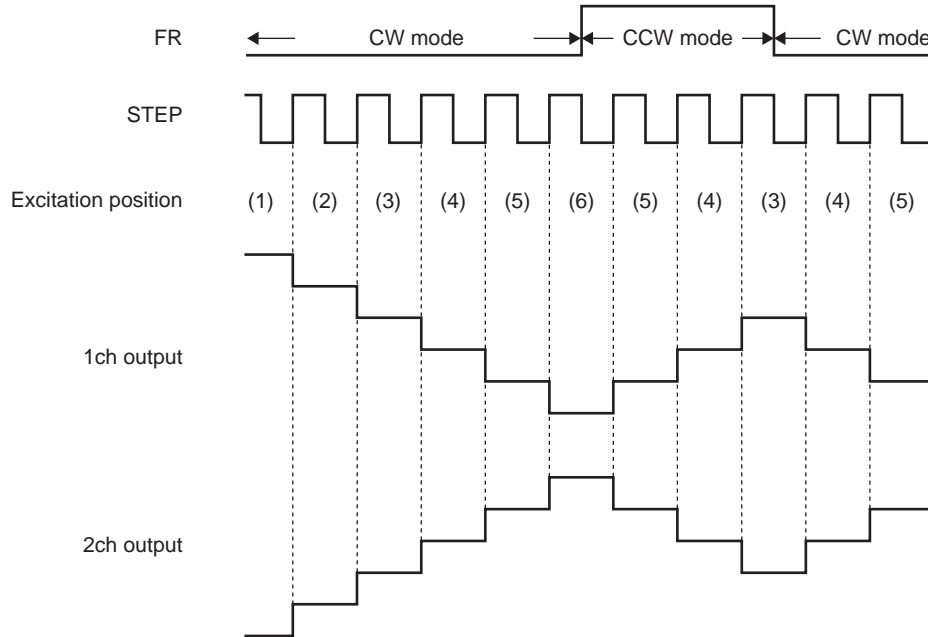 FR
CW mode
CCW mode
CW mode
STEP
Excitation position
(1) (2) (3) (4) (5) (6) (5) (4) (3) (4) (5)
1ch output
2ch output